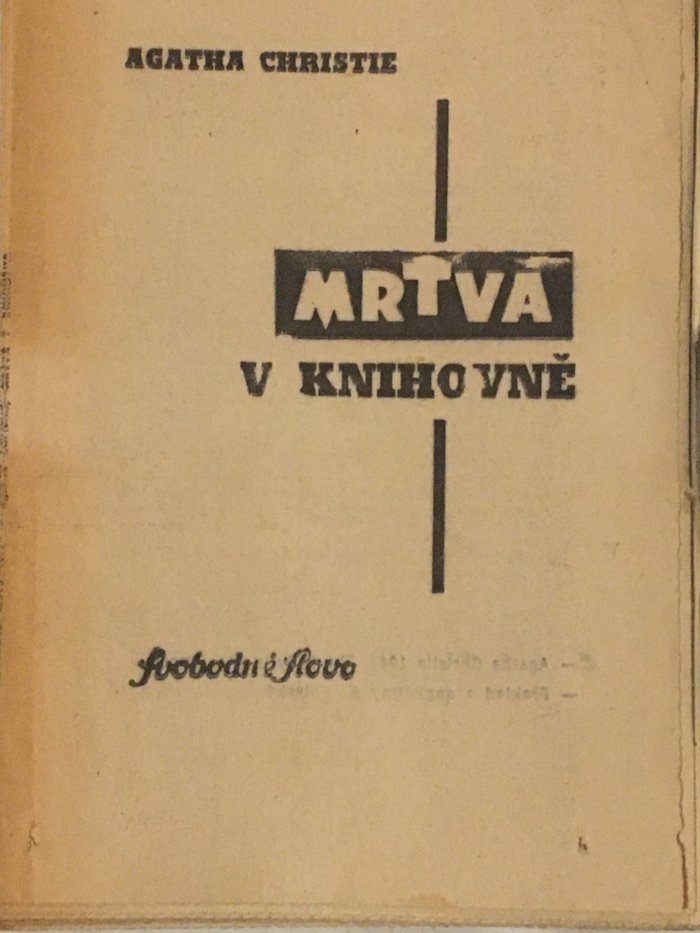 AGATHA CHRISTIE
MRTVÁ
V KNIHOVNĚ
Svobodné slovo